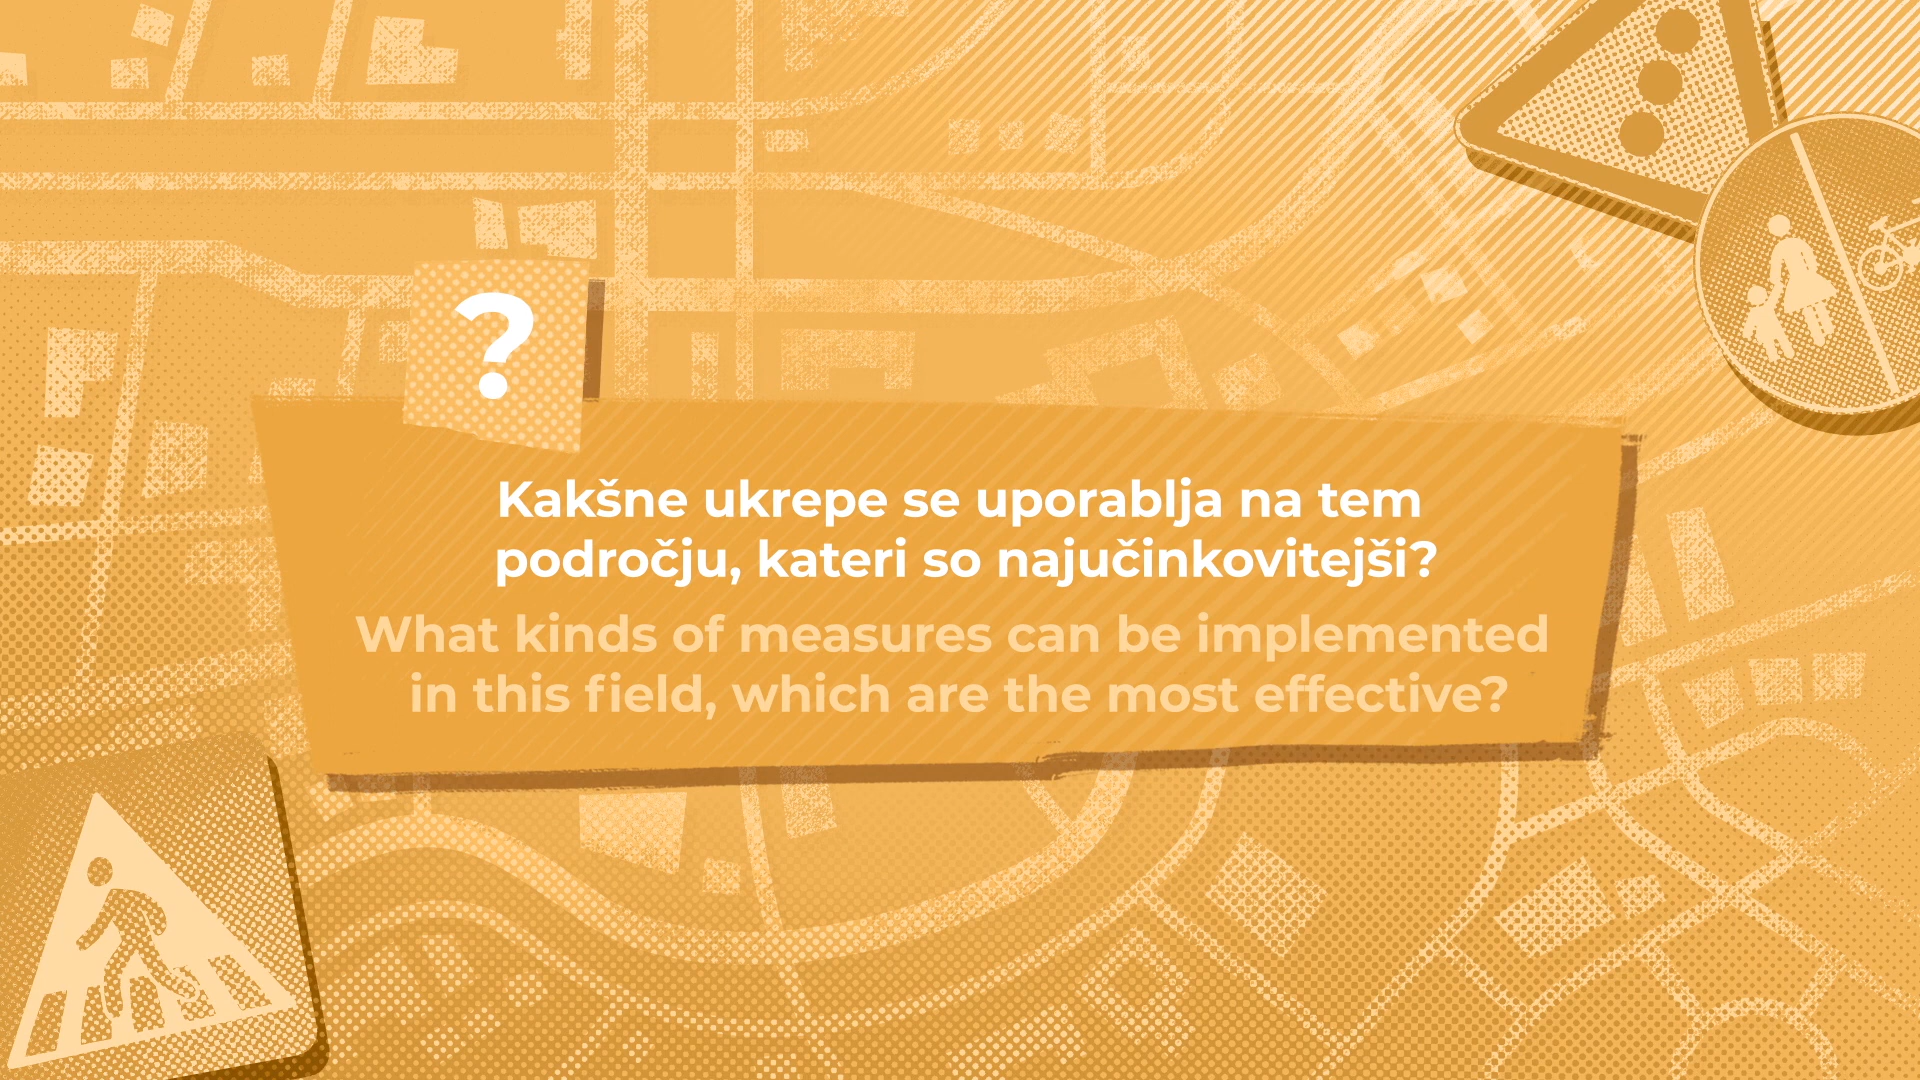 ?
Kakšne ukrepe se uporablja na tem
področju, kateri so najučinkovitejši?
What kinds of measures can be implemented
in this field, which are the most effective?